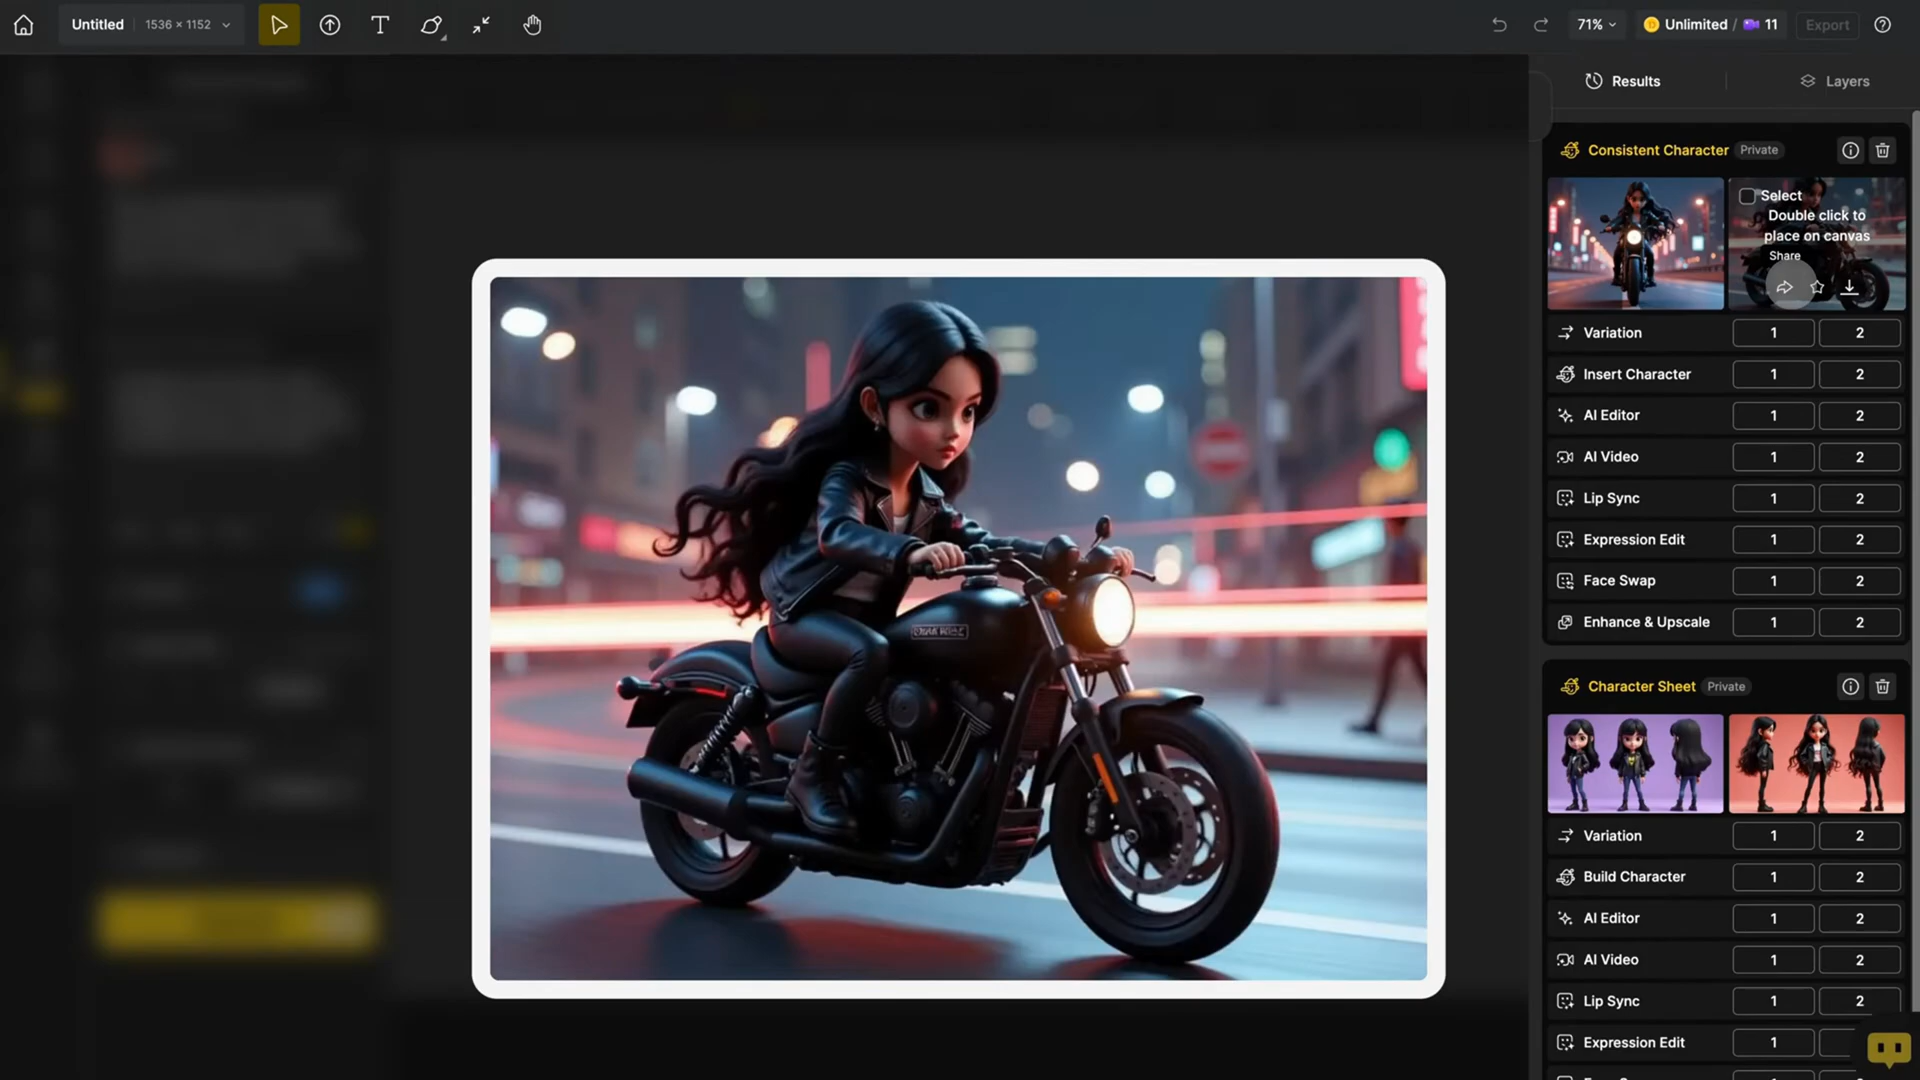 Untitled 1536 × 1152
T
71%
Unlimited / 11
Export
Results
Layers
Consistent Character Private
Select
Double click to
place on canvas
Share
Variation 1 2
Insert Character 1 2
AI Editor 1 2
AI Video 1 2
Lip Sync 1 2
Expression Edit 1 2
Face Swap 1 2
Enhance & Upscale 1 2
Character Sheet Private
Variation 1 2
Build Character 1 2
AI Editor 1 2
AI Video 1 2
Lip Sync 1 2
Expression Edit 1